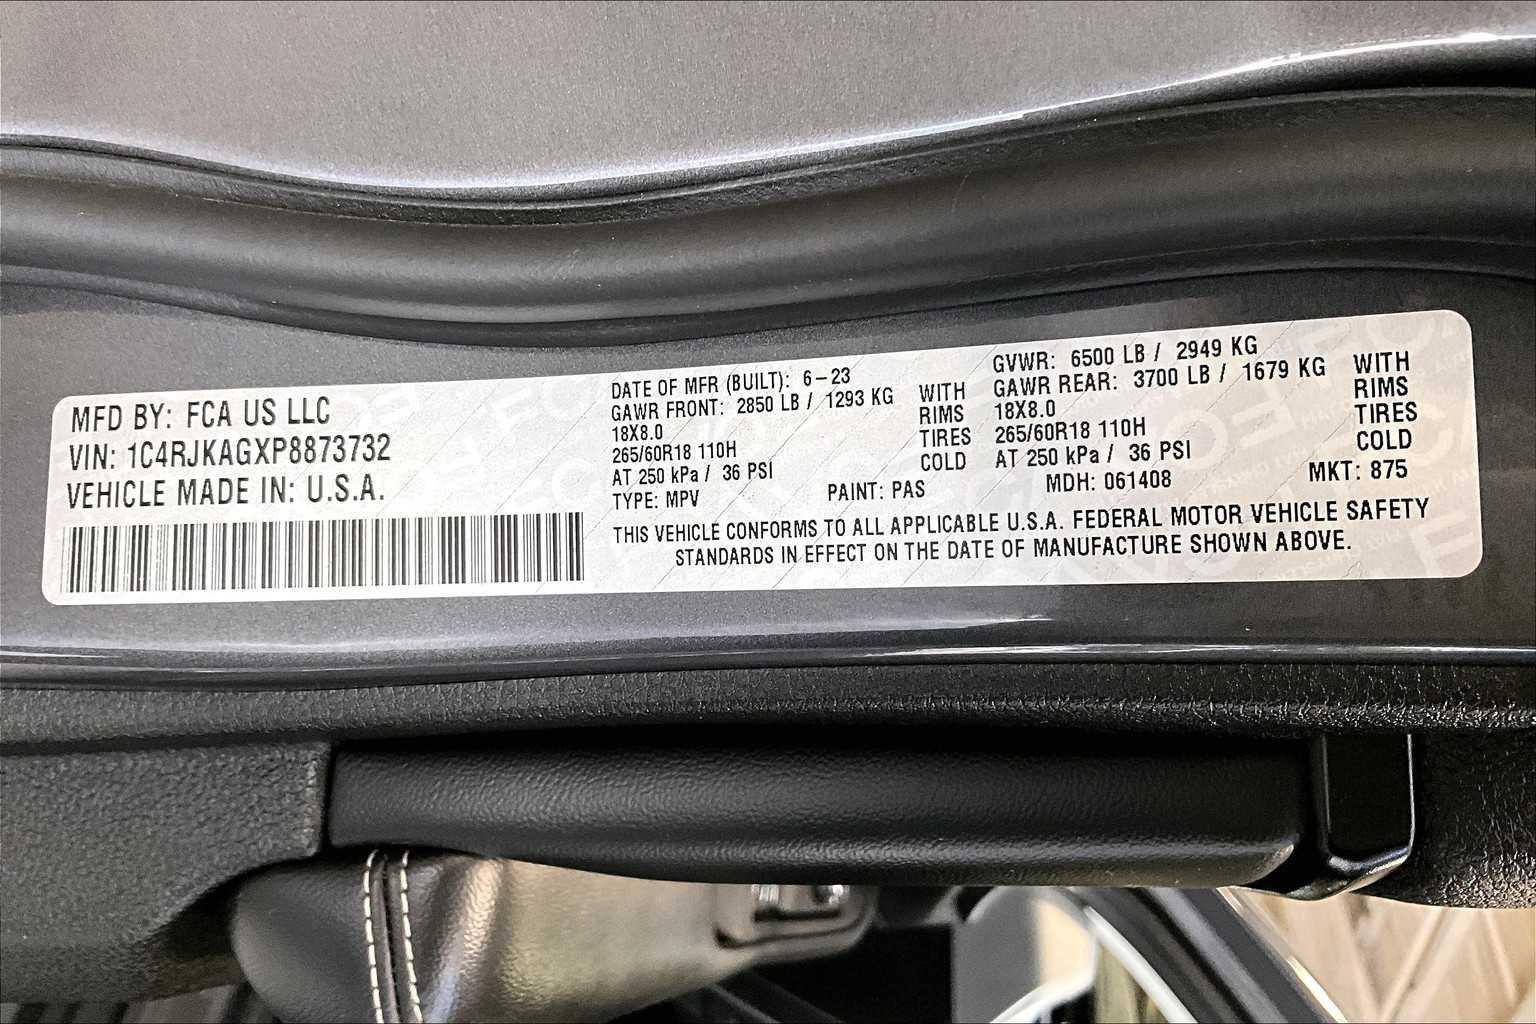 MFD BY: FCA US LLC
VIN: 1C4RJKAGXP8873732
VEHICLE MADE IN: U.S.A.
DATE OF MFR (BUILT): 6-23
GAWR FRONT: 2850 LB / 1293 KG WITH
18X8.0 RIMS
265/60R18 110H TIRES
AT 250 kPa / 36 PSI COLD
GVWR: 6500 LB / 2949 KG
GAWR REAR: 3700 LB / 1679 KG WITH
18X8.0 RIMS
265/60R18 110H TIRES
AT 250 kPa / 36 PSI COLD
TYPE: MPV PAINT: PAS MDH: 061408 MKT: 875
THIS VEHICLE CONFORMS TO ALL APPLICABLE U.S.A. FEDERAL MOTOR VEHICLE SAFETY
STANDARDS IN EFFECT ON THE DATE OF MANUFACTURE SHOWN ABOVE.